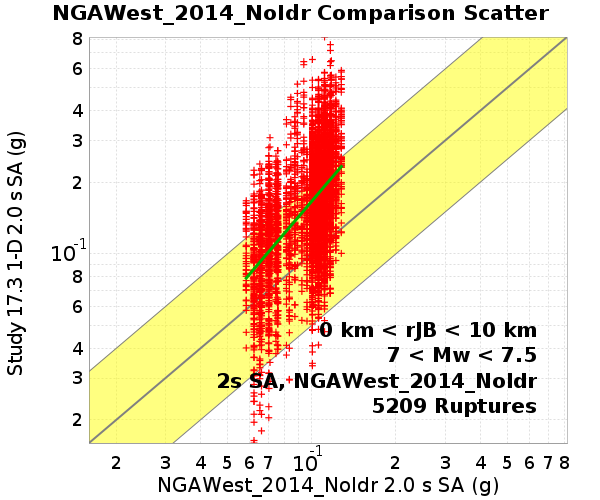 NGAWest_2014_NoIdr Comparison Scatter
Study 17.3 1-D 2.0 s SA (g)
8
6
4
3
2
10-1
8
6
4
3
2
0 km < rJB < 10 km
7 < Mw < 7.5
2s SA, NGAWest_2014_NoIdr
5209 Ruptures
2 3 4 5 6 7 10-1 2 3 4 5 6 7 8
NGAWest_2014_NoIdr 2.0 s SA (g)